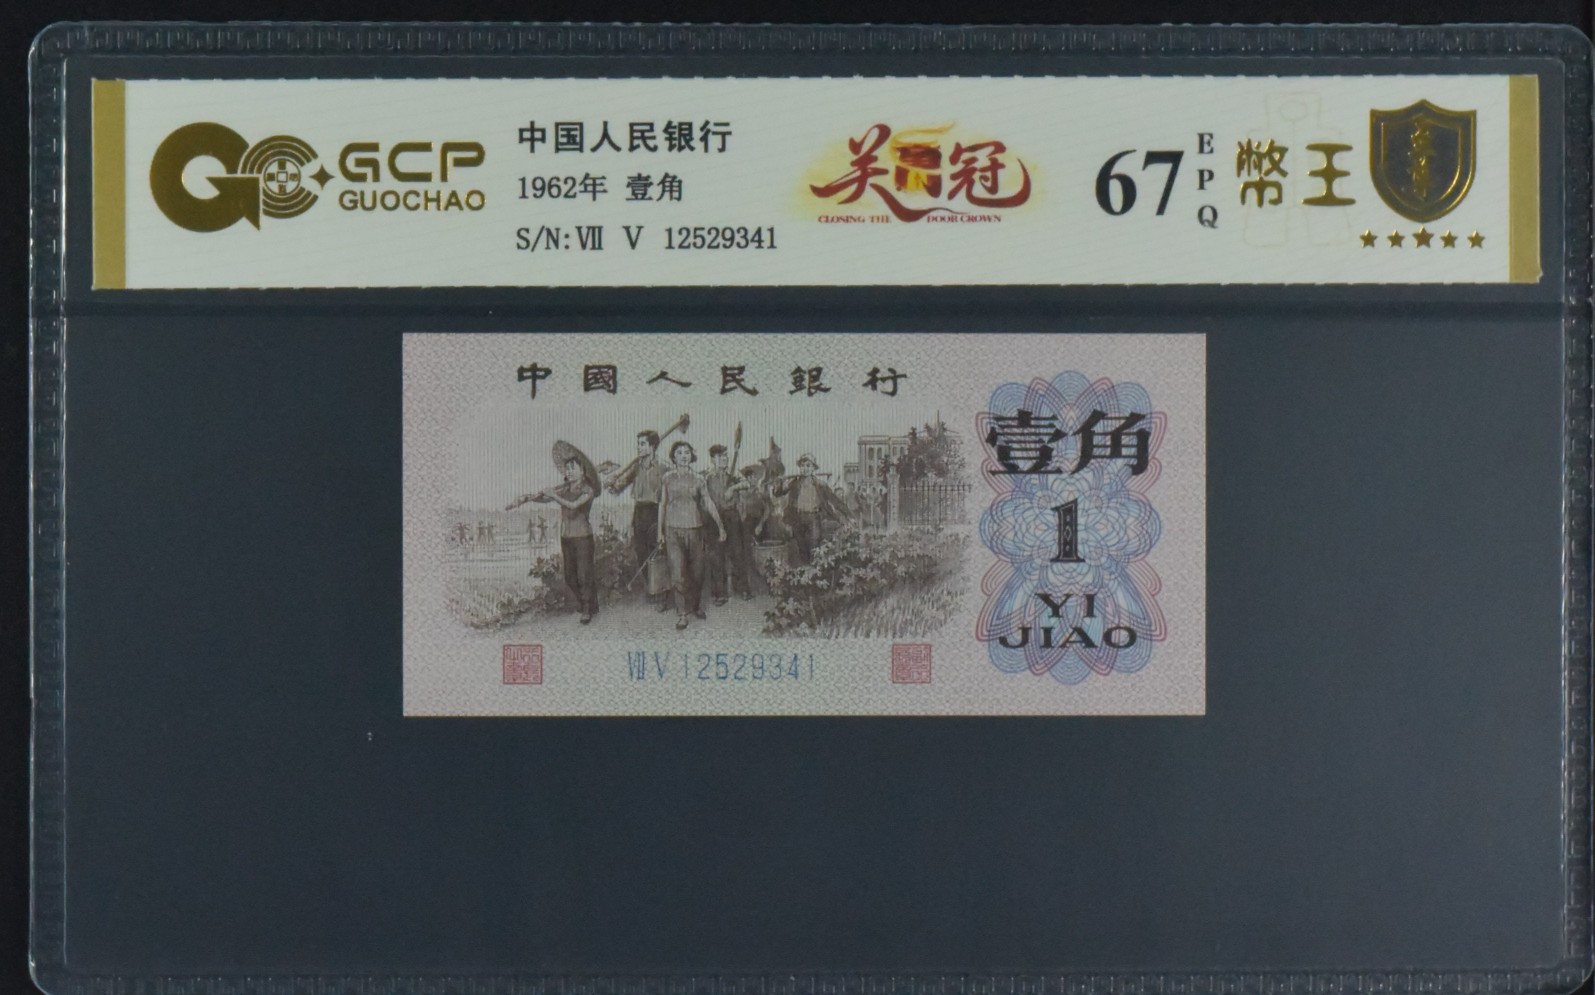 GCP
GUOCHAO
中国人民银行
1962年 壹角
S/N:Ⅶ Ⅴ 12529341
关门冠
CLOSING THE DOOR CROWN
67
EPQ
幣王
中國人民銀行
壹角
1
YI
JIAO
Ⅶ Ⅴ 12529341